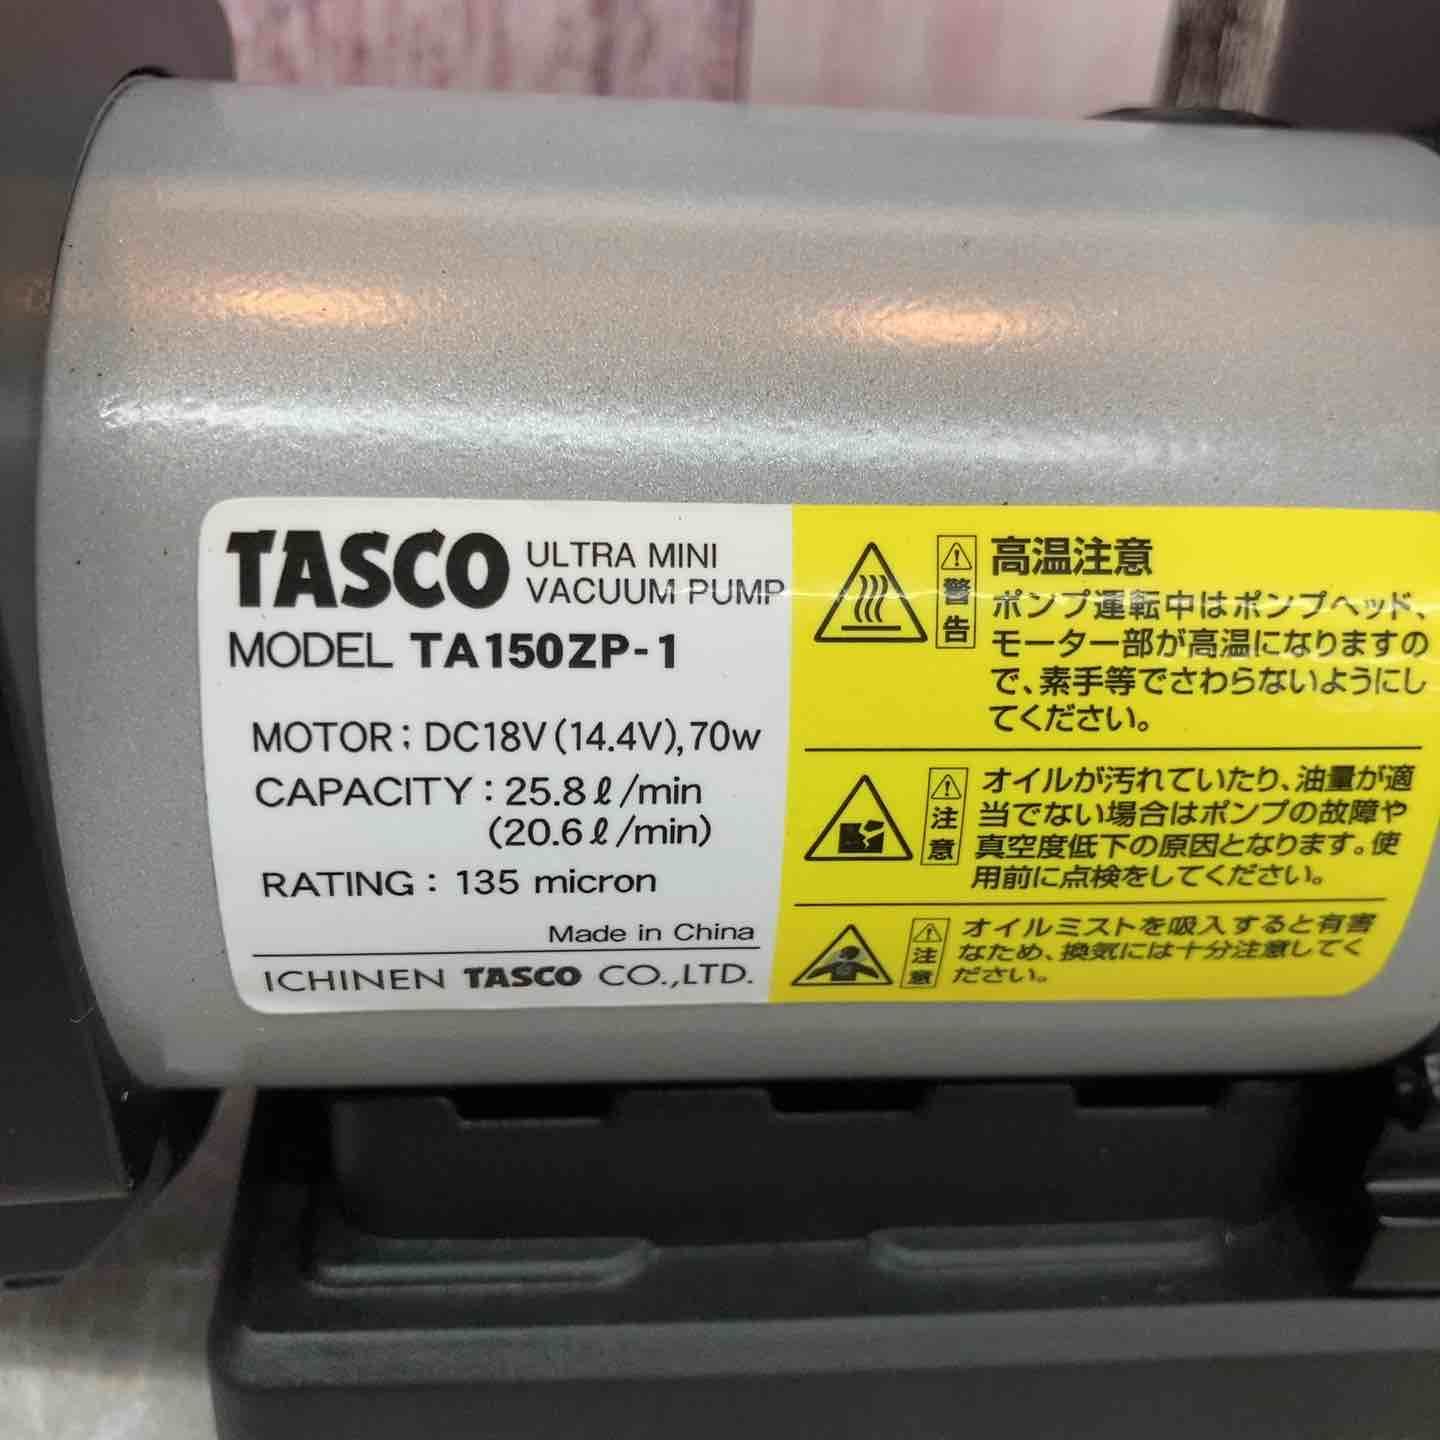 TASCO ULTRA MINI
VACUUM PUMP
MODEL TA150ZP-1
MOTOR : DC18V (14.4V), 70w
CAPACITY : 25.8ℓ/min
(20.6ℓ/min)
RATING : 135 micron
Made in China
ICHINEN TASCO CO.,LTD.
警告
高温注意
ポンプ運転中はポンプヘッド、
モーター部が高温になりますの
で、素手等でさわらないようにし
てください。
注意
オイルが汚れていたり、油量が適
当でない場合はポンプの故障や
真空度低下の原因となります。使
用前に点検をしてください。
注意
オイルミストを吸入すると有害
なため、換気には十分注意してく
ださい。